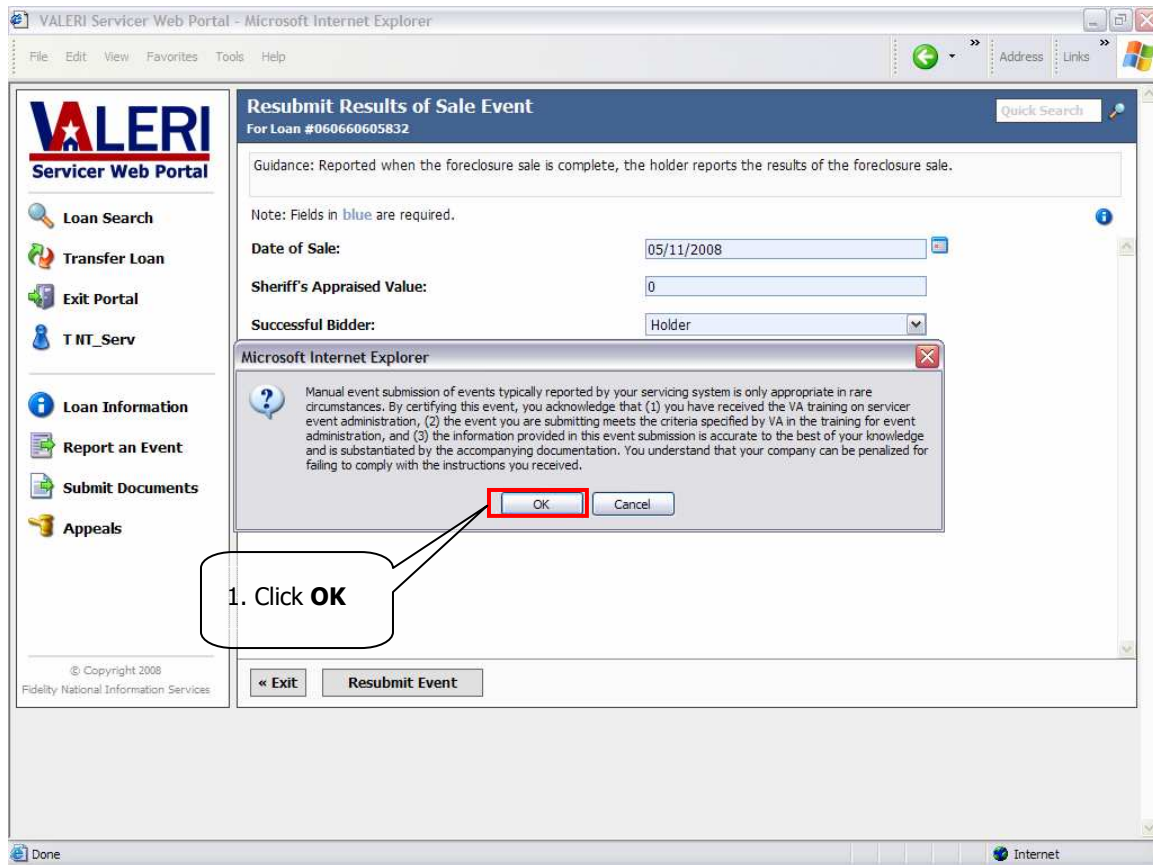 VALERI Servicer Web Portal - Microsoft Internet Explorer
File Edit View Favorites Tools Help
» Address Links »
VALERI
Servicer Web Portal
Loan Search
Transfer Loan
Exit Portal
T NT_Serv
Loan Information
Report an Event
Submit Documents
Appeals
© Copyright 2008
Fidelity National Information Services
Resubmit Results of Sale Event
For Loan #060660605832
Quick Search
Guidance: Reported when the foreclosure sale is complete, the holder reports the results of the foreclosure sale.
Note: Fields in blue are required.
Date of Sale: 05/11/2008
Sheriff's Appraised Value: 0
Successful Bidder: Holder
Microsoft Internet Explorer
Manual event submission of events typically reported by your servicing system is only appropriate in rare
circumstances. By certifying this event, you acknowledge that (1) you have received the VA training on servicer
event administration, (2) the event you are submitting meets the criteria specified by VA in the training for event
administration, and (3) the information provided in this event submission is accurate to the best of your knowledge
and is substantiated by the accompanying documentation. You understand that your company can be penalized for
failing to comply with the instructions you received.
OK Cancel
1. Click OK
« Exit Resubmit Event
Done Internet